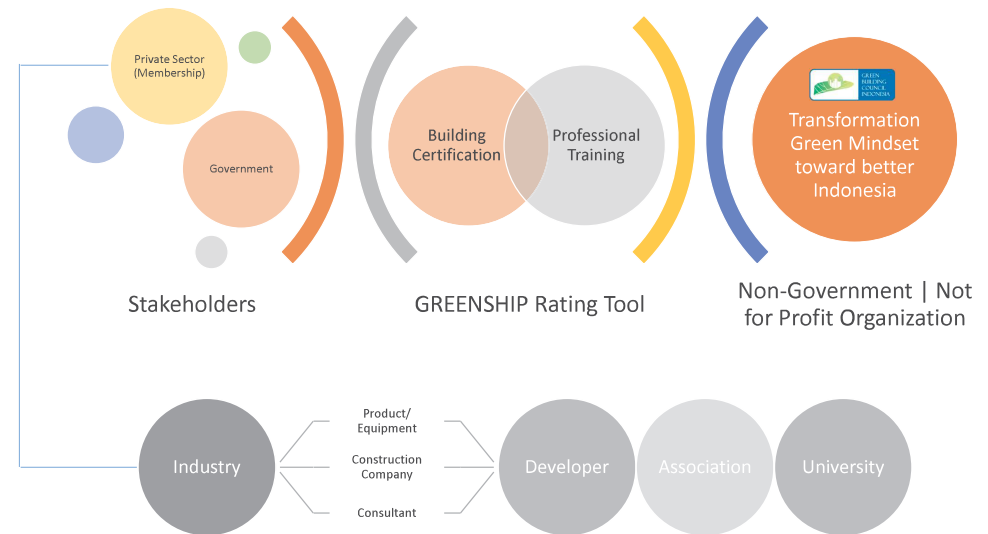 Private Sector
(Membership)
Government
Stakeholders
Building
Certification
Professional
Training
GREENSHIP Rating Tool
GREEN
BUILDING
COUNCIL
INDONESIA
Transformation
Green Mindset
toward better
Indonesia
Non-Government | Not
for Profit Organization
Industry
Product/
Equipment
Construction
Company
Consultant
Developer
Association
University